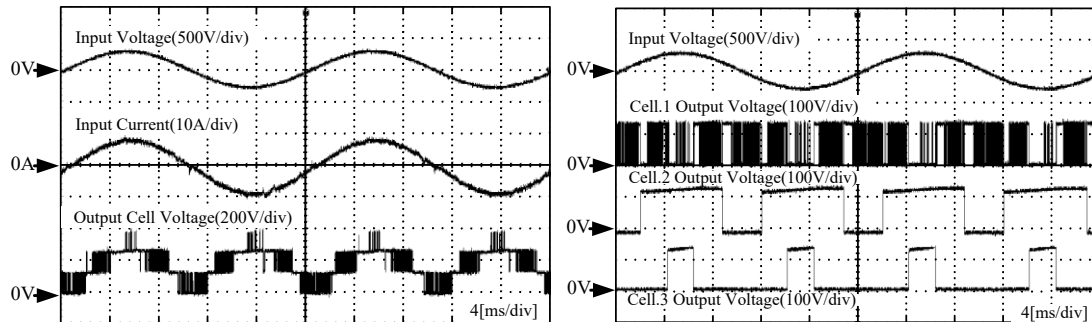 Input Voltage(500V/div)
0V
Input Current(10A/div)
0A
Output Cell Voltage(200V/div)
0V
4[ms/div]
Input Voltage(500V/div)
0V
Cell.1 Output Voltage(100V/div)
0V
Cell.2 Output Voltage(100V/div)
0V
Cell.3 Output Voltage(100V/div)
0V
4[ms/div]